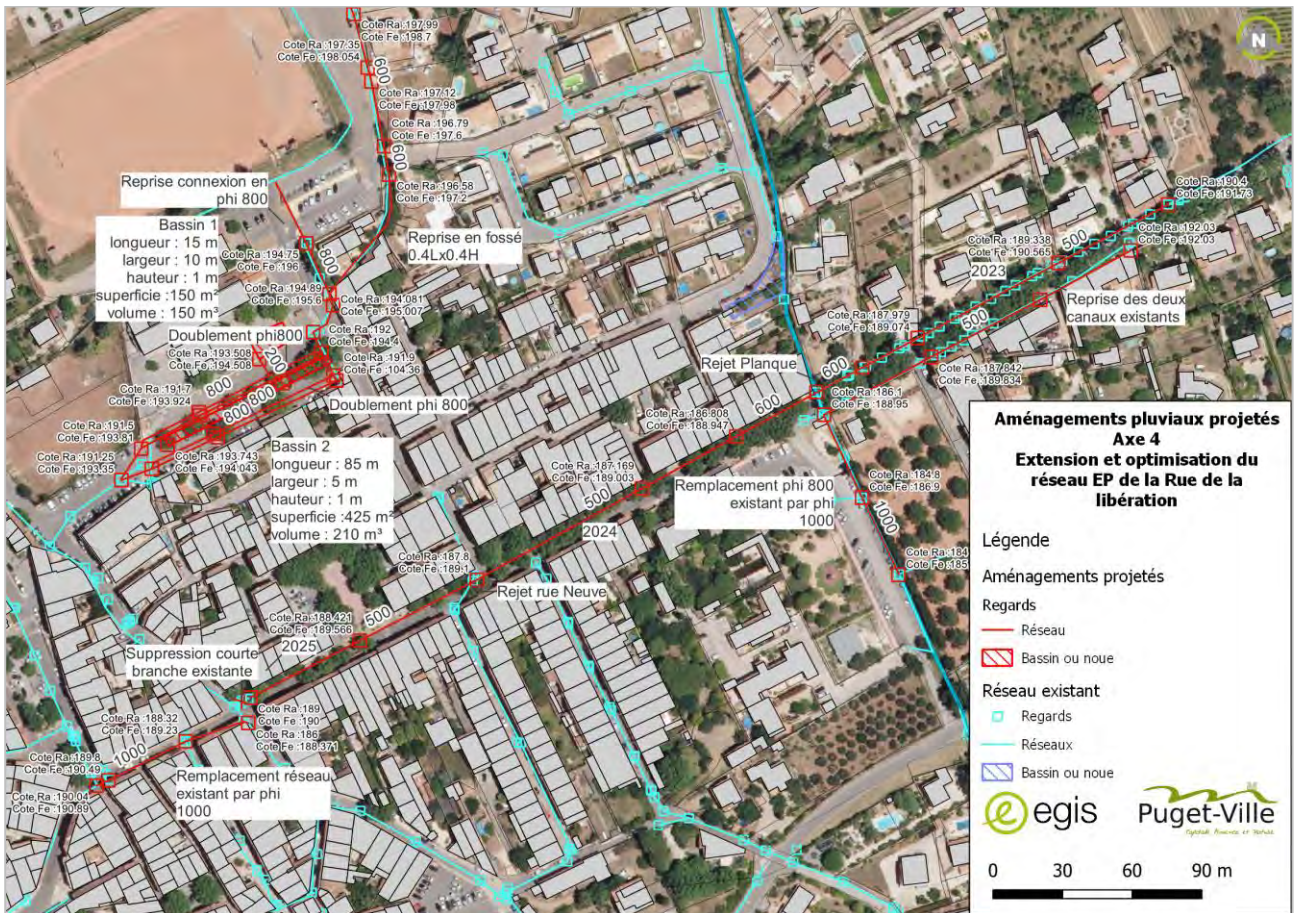 Cote Ra :197.99
Cote Fe :198.7
Cote Ra :197.35
Cote Fe :198.054
N
600
Cote Ra :197.12
Cote Fe :197.98
Cote Ra :196.79
Cote Fe :197.6
600
Cote Ra :196.58
Cote Fe :197.2
Reprise connexion en
phi 800
Bassin 1
longueur : 15 m
largeur : 10 m
hauteur : 1 m
superficie : 150 m²
volume : 150 m³
Reprise en fossé
0.4Lx0.4H
800
Cote Ra :194.75
Cote Fe :196
Cote Ra :194.89
Cote Fe :195.6
Cote Ra :194.081
Cote Fe :195.007
Doublement phi800
Cote Ra :192
Cote Fe :194.4
Cote Ra :193.508
Cote Fe :194.508
200
Cote Ra :191.9
Cote Fe :104.36
Cote Ra :191.7
Cote Fe :193.924
800
800
800
Doublement phi 800
Cote Ra :191.5
Cote Fe :193.81
Cote Ra :191.25
Cote Fe :193.35
Cote Ra :193.743
Cote Fe :194.043
Bassin 2
longueur : 85 m
largeur : 5 m
hauteur : 1 m
superficie :425 m²
volume : 210 m³
Cote Ra :190.4
Cote Fe :191.73
Cote Ra :192.03
Cote Fe :192.03
Cote Ra :189.338
Cote Fe :190.565
500
2023
Reprise des deux
canaux existants
500
Cote Ra :187.979
Cote Fe :189.074
Cote Ra :187.842
Cote Fe :189.834
Rejet Planque
600
Cote Ra :186.1
Cote Fe :188.95
600
Cote Ra :186.808
Cote Fe :188.947
Cote Ra :187.169
Cote Fe :189.003
500
2024
Remplacement phi 800
existant par phi
1000
Cote Ra :184.8
Cote Fe :186.9
1000
Cote Ra :184
Cote Fe :185
Cote Ra :187.8
Cote Fe :189.1
Rejet rue Neuve
Cote Ra :188.421
Cote Fe :189.566
500
2025
Suppression courte
branche existante
Cote Ra :189
Cote Fe :190
Cote Ra :186
Cote Fe :188.371
Cote Ra :188.32
Cote Fe :189.23
1000
Cote Ra :189.8
Cote Fe :190.49
Cote Ra :190.04
Cote Fe :190.89
Remplacement réseau
existant par phi
1000
Aménagements pluviaux projetés
Axe 4
Extension et optimisation du
réseau EP de la Rue de la
libération
Légende
Aménagements projetés
Regards
Réseau
Bassin ou noue
Réseau existant
Regards
Réseaux
Bassin ou noue
egis
Puget-Ville
0 30 60 90 m